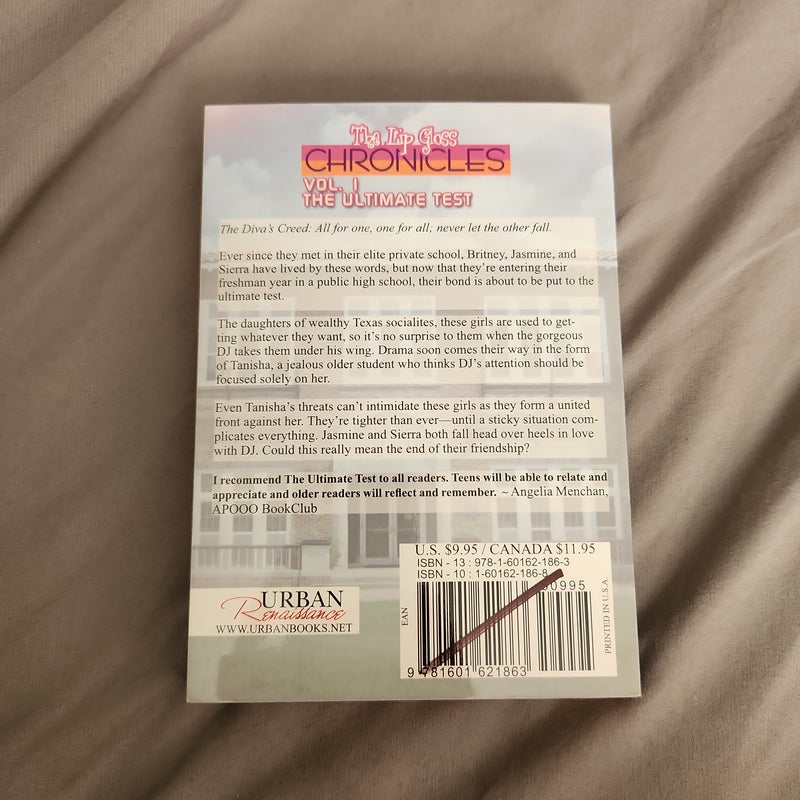 The Lip Gloss
CHRONICLES
VOL. 1
THE ULTIMATE TEST
The Diva's Creed: All for one, one for all; never let the other fall.
Ever since they met in their elite private school, Britney, Jasmine, and
Sierra have lived by these words, but now that they're entering their
freshman year in a public high school, their bond is about to be put to the
ultimate test.
The daughters of wealthy Texas socialites, these girls are used to get-
ting whatever they want, so it's no surprise to them when the gorgeous
DJ takes them under his wing. Drama soon comes their way in the form
of Tanisha, a jealous older student who thinks DJ's attention should be
focused solely on her.
Even Tanisha's threats can't intimidate these girls as they form a united
front against her. They're tighter than ever—until a sticky situation com-
plicates everything. Jasmine and Sierra both fall head over heels in love
with DJ. Could this really mean the end of their friendship?
I recommend The Ultimate Test to all readers. Teens will be able to relate and
appreciate and older readers will reflect and remember. ~ Angelia Menchan,
APOOO BookClub
U.S. $9.95 / CANADA $11.95
ISBN - 13 : 978-1-60162-186-3
ISBN - 10 : 1-60162-186-8
50995
EAN
9 781601 621863
PRINTED IN U.S.A
URBAN
Renaissance
WWW.URBANBOOKS.NET